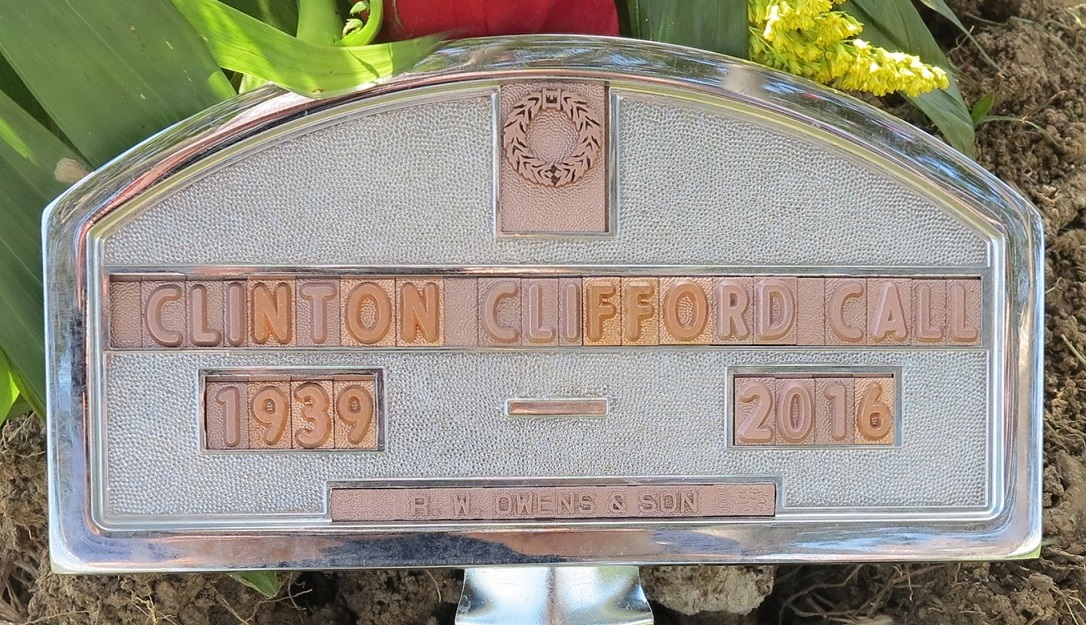 CLINTON CLIFFORD CALL
1939 – 2016
R. W. OWENS & SON